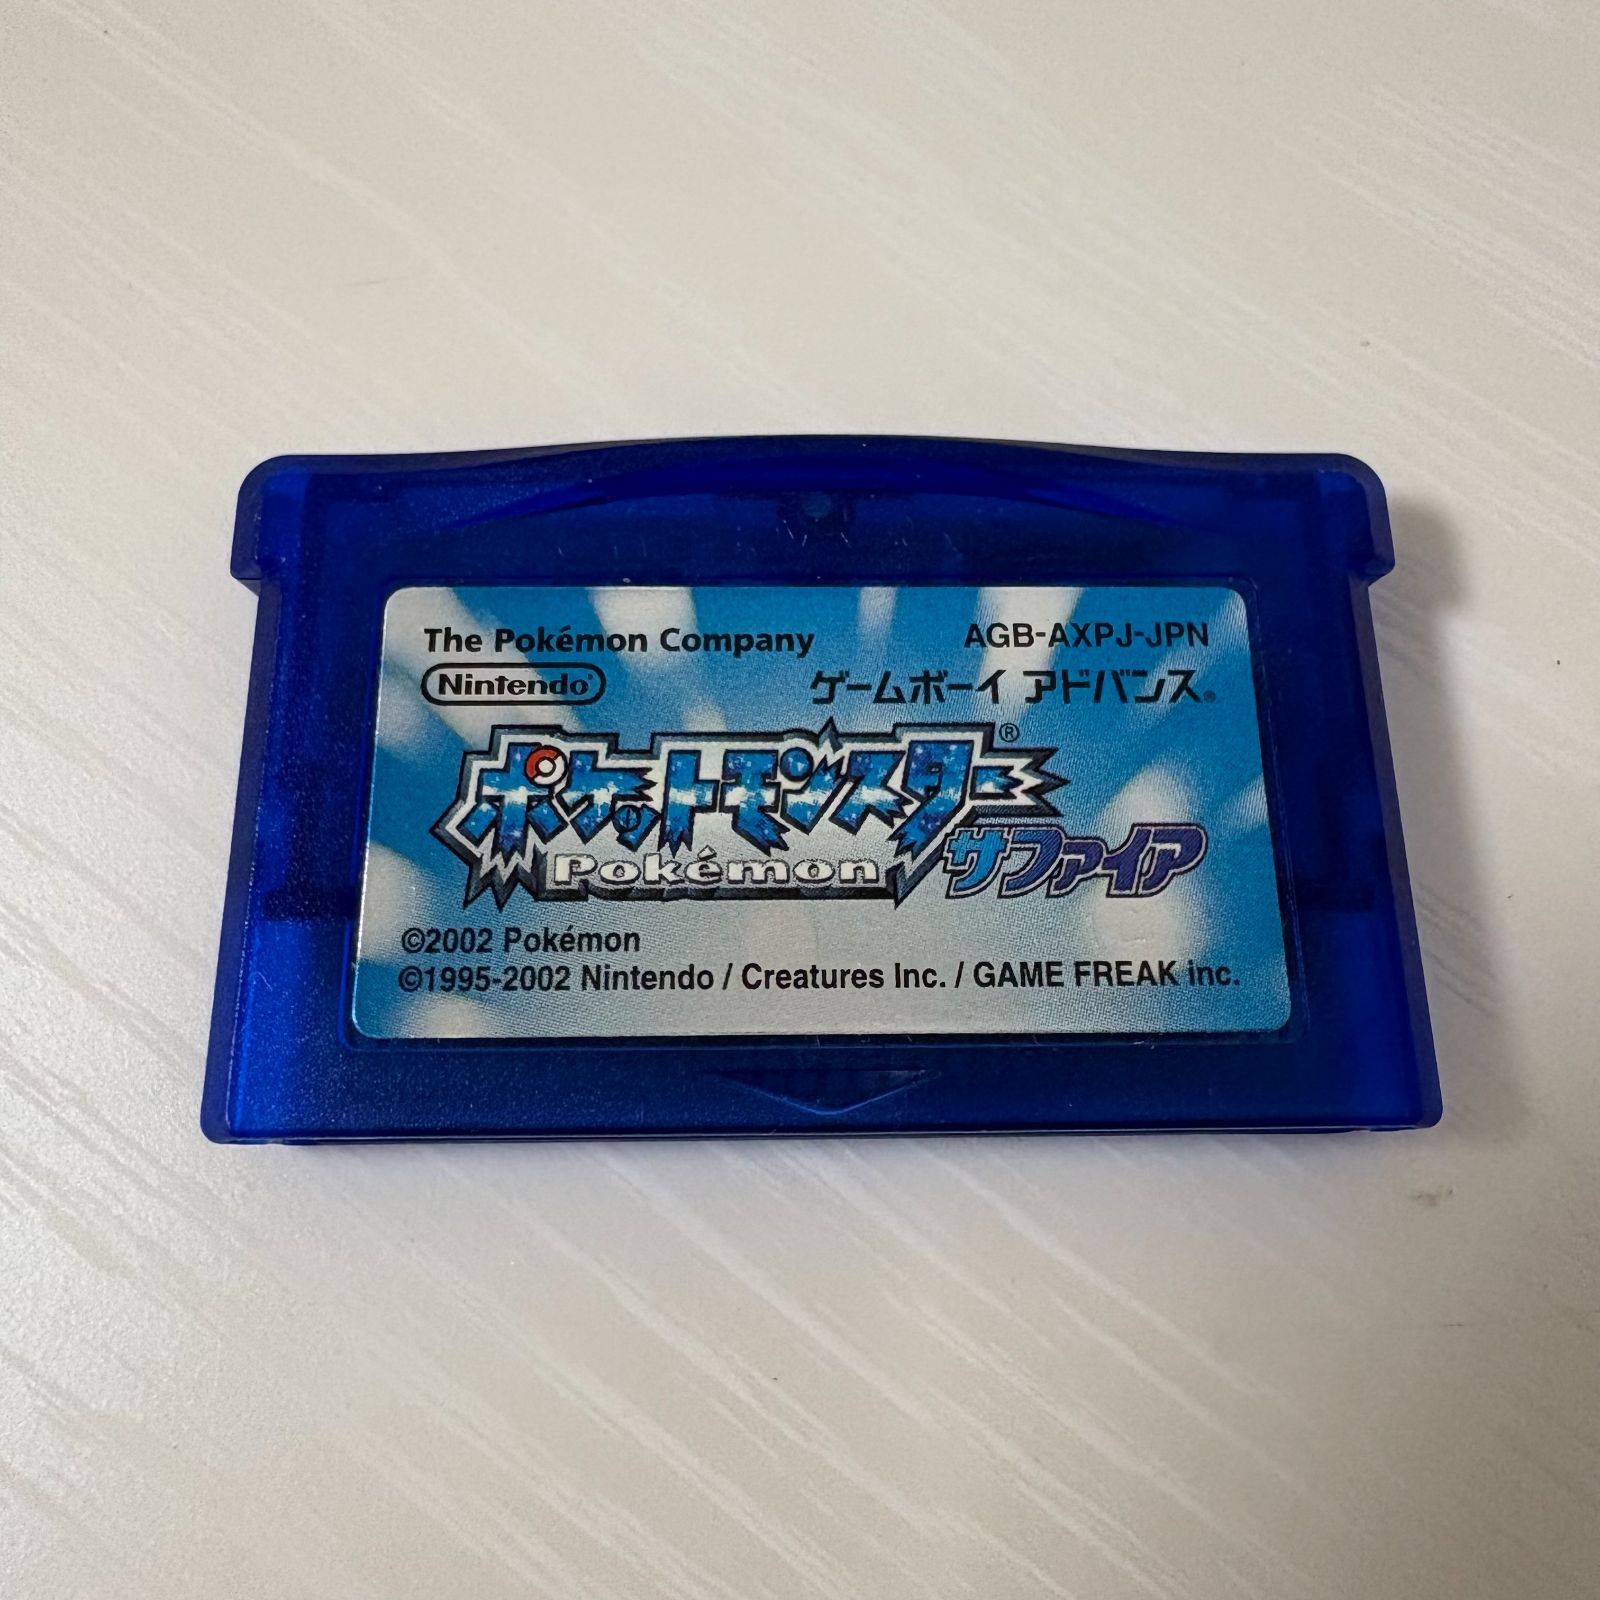 The Pokémon Company AGB-AXPJ-JPN
Nintendo® ゲームボーイ アドバンス®
ポケットモンスター®
Pokémon サファイア
©2002 Pokémon
©1995-2002 Nintendo / Creatures Inc. / GAME FREAK inc.